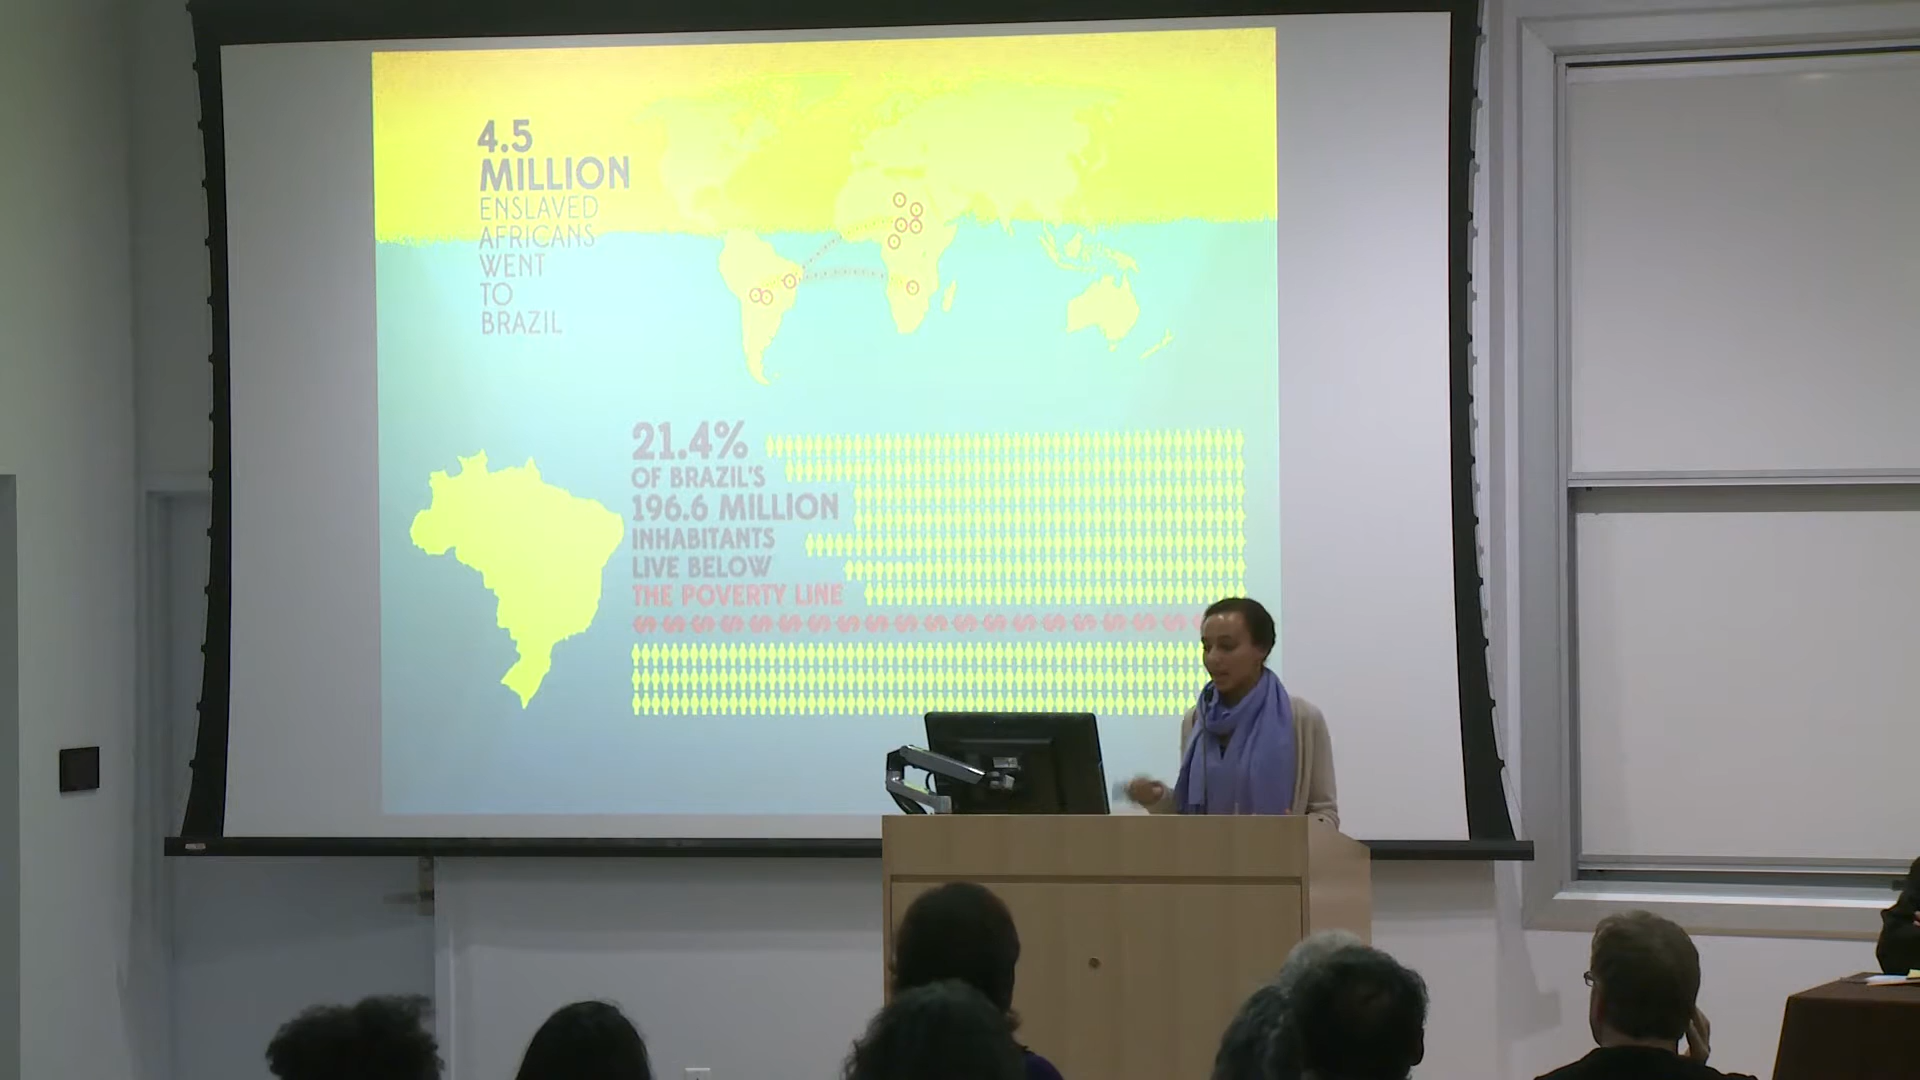 4.5
MILLION
ENSLAVED
AFRICANS
WENT
TO
BRAZIL
21.4%
OF BRAZIL'S
196.6 MILLION
INHABITANTS
LIVE BELOW
THE POVERTY LINE